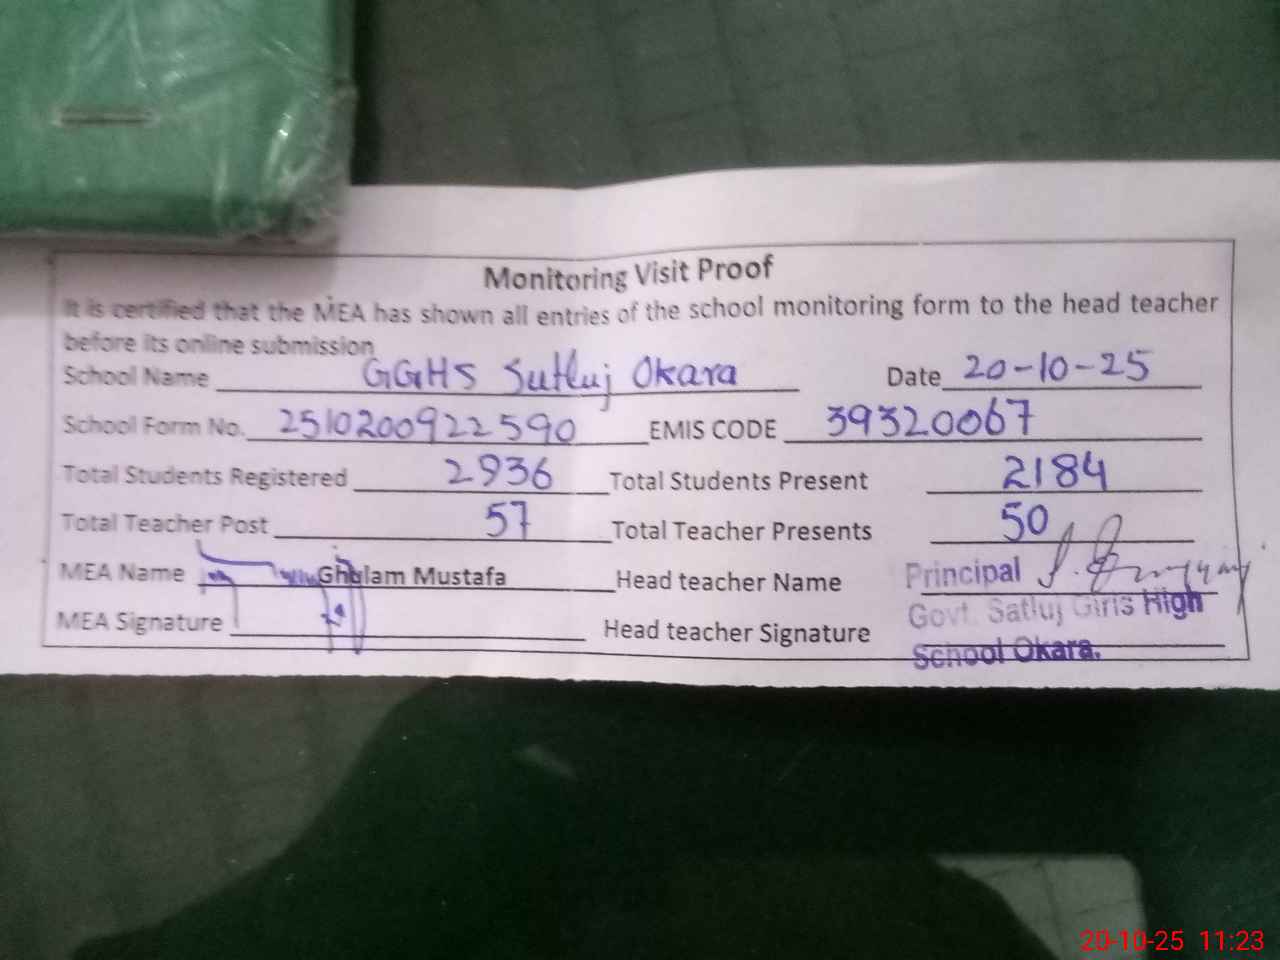 Monitoring Visit Proof
It is certified that the MEA has shown all entries of the school monitoring form to the head teacher
before its online submission
School Name GGHS Sutluj Okara Date 20-10-25
School Form No. 2510200922590 EMIS CODE 39320067
Total Students Registered 2936 Total Students Present 2184
Total Teacher Post 57 Total Teacher Presents 50
MEA Name Ghulam Mustafa Head teacher Name Principal
Govt. Satluj Girls High
MEA Signature Head teacher Signature
School Okara.
20-10-25 11:23